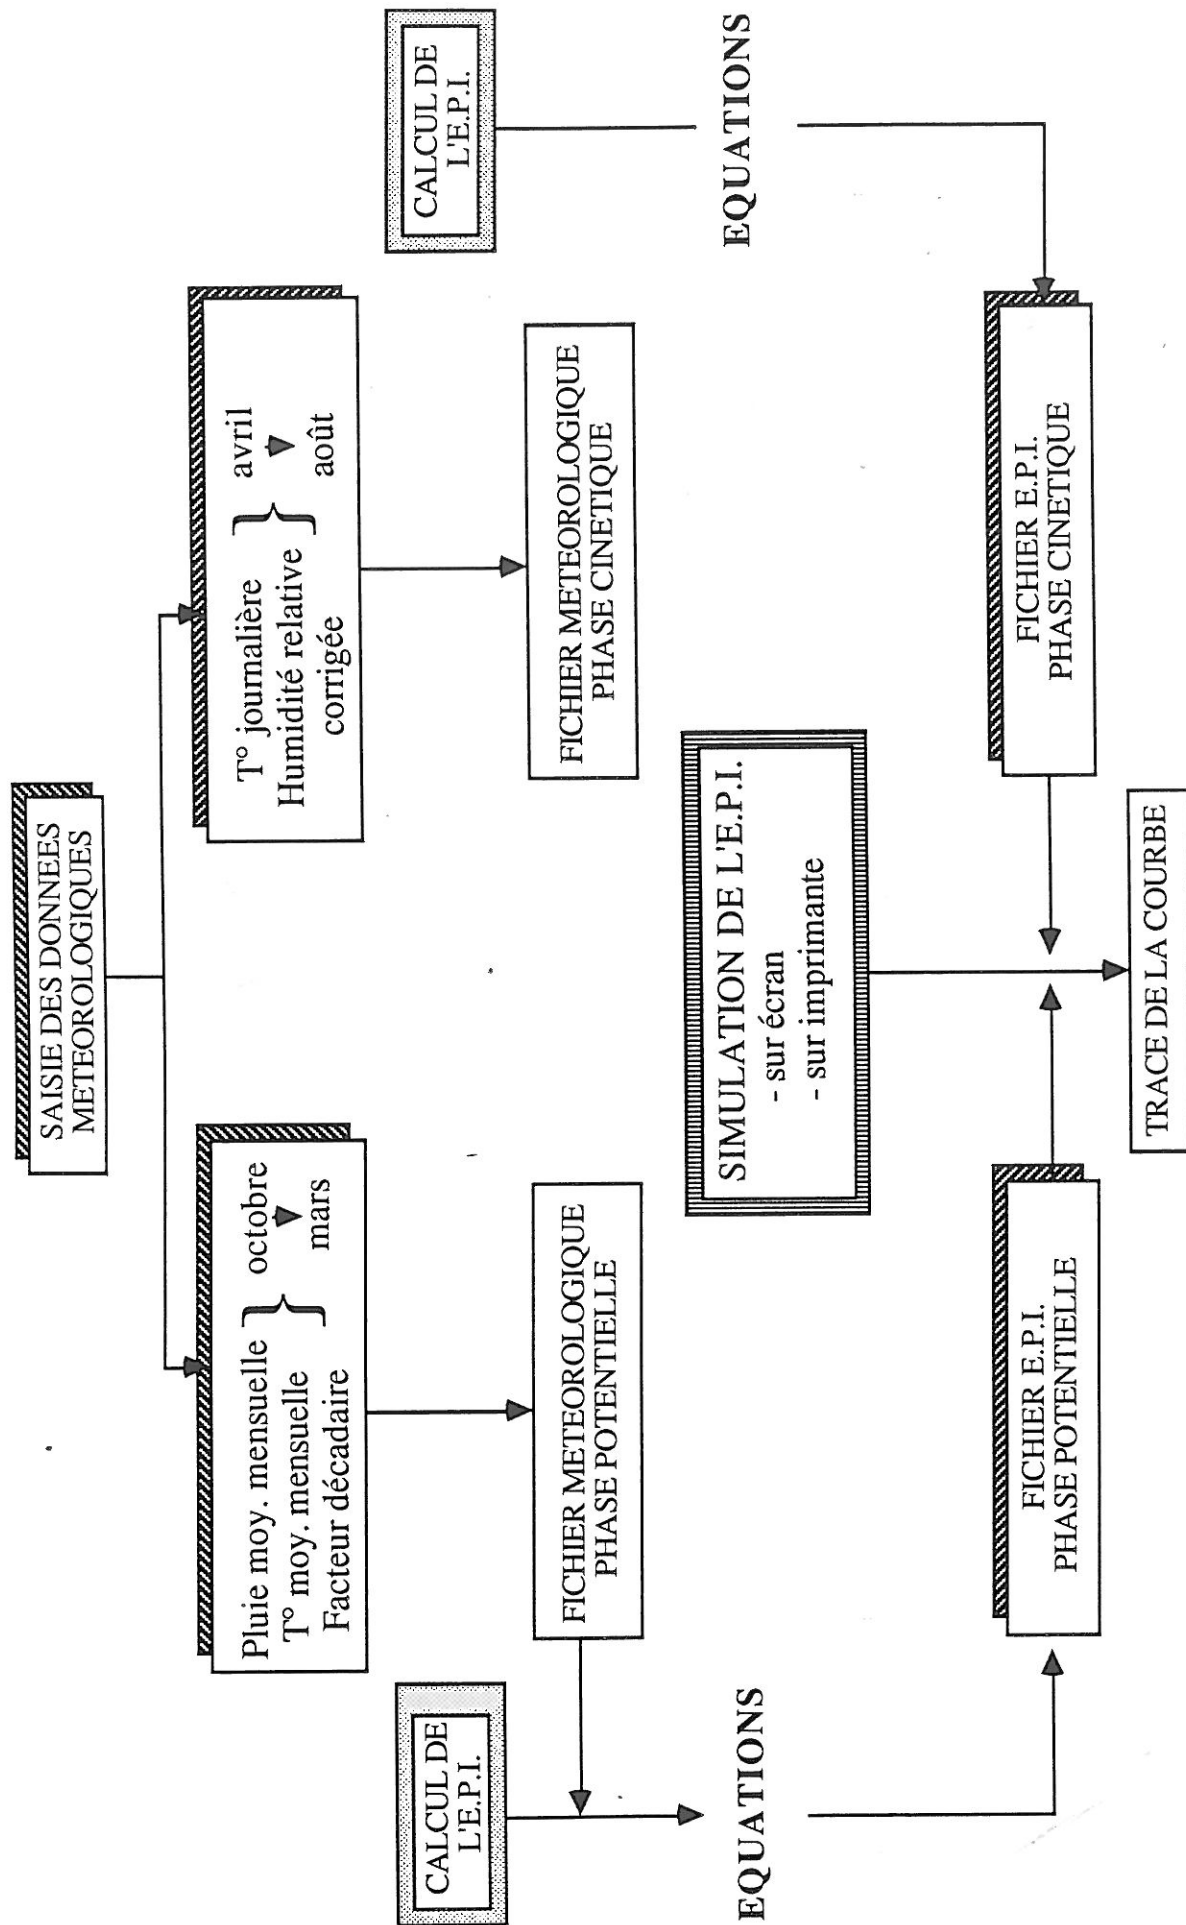 SAISIE DES DONNEES
METEOROLOGIQUES
Pluie moy. mensuelle
T° moy. mensuelle
Facteur décadaire
octobre
mars
T° journalière
Humidité relative
corrigée
avril
août
CALCUL DE
L'E.P.I.
FICHIER METEOROLOGIQUE
PHASE POTENTIELLE
FICHIER METEOROLOGIQUE
PHASE CINETIQUE
CALCUL DE
L'E.P.I.
EQUATIONS
SIMULATION DE L'E.P.I.
- sur écran
- sur imprimante
EQUATIONS
FICHIER E.P.I.
PHASE POTENTIELLE
FICHIER E.P.I.
PHASE CINETIQUE
TRACE DE LA COURBE